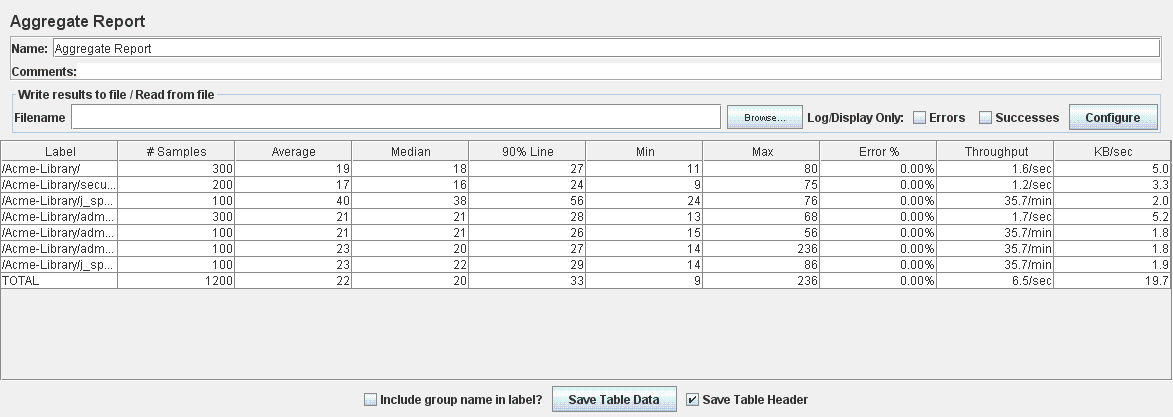 Aggregate Report
Name: Aggregate Report
Comments:
Write results to file / Read from file
Filename Browse... Log/Display Only: Errors Successes Configure
Label # Samples Average Median 90% Line Min Max Error % Throughput KB/sec
/Acme-Library/ 300 19 18 27 11 80 0.00% 1.6/sec 5.0
/Acme-Library/secu... 200 17 16 24 9 75 0.00% 1.2/sec 3.3
/Acme-Library/j_sp... 100 40 38 56 24 76 0.00% 35.7/min 2.0
/Acme-Library/adm... 300 21 21 28 13 68 0.00% 1.7/sec 5.2
/Acme-Library/adm... 100 21 21 26 15 56 0.00% 35.7/min 1.8
/Acme-Library/adm... 100 23 20 27 14 236 0.00% 35.7/min 1.8
/Acme-Library/j_sp... 100 23 22 29 14 86 0.00% 35.7/min 1.9
TOTAL 1200 22 20 33 9 236 0.00% 6.5/sec 19.7
Include group name in label? Save Table Data Save Table Header